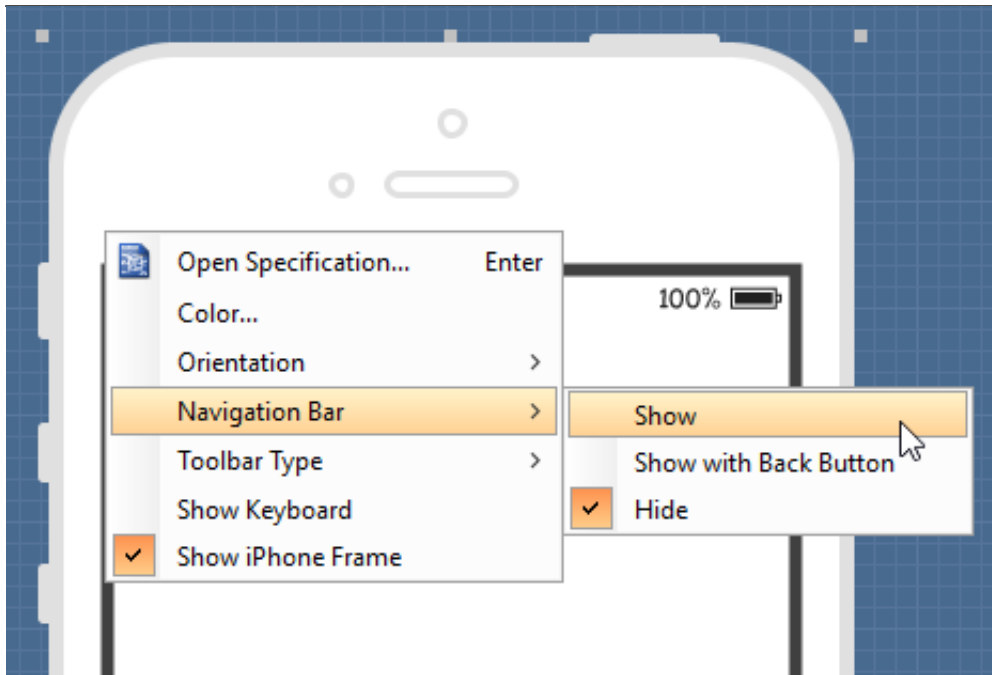 Open Specification... Enter
100%
Color...
Orientation
Navigation Bar
Show
Toolbar Type
Show with Back Button
Show Keyboard
Hide
Show iPhone Frame